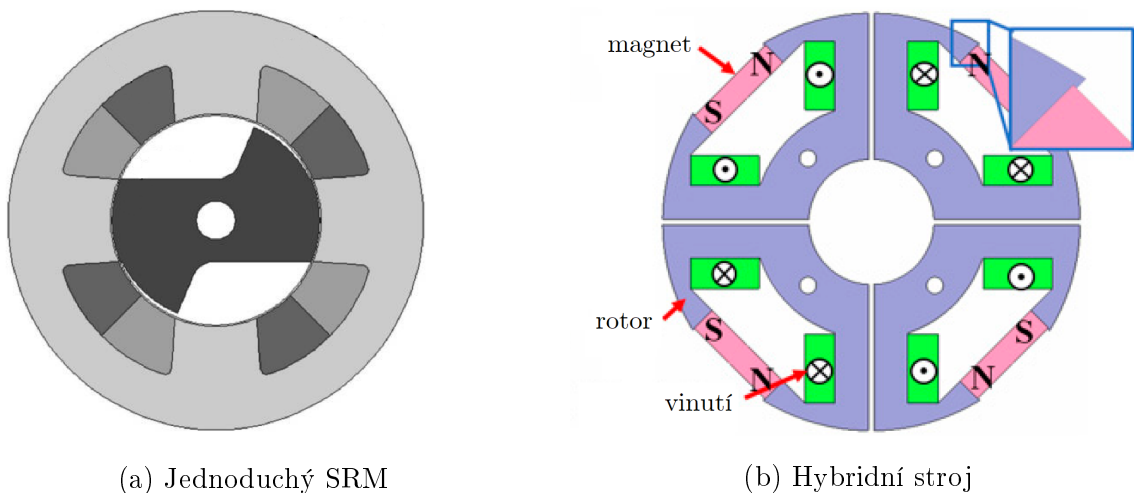 magnet
N
S
N
rotor
S
N
S
N
vinutí
(a) Jednoduchý SRM
(b) Hybridní stroj